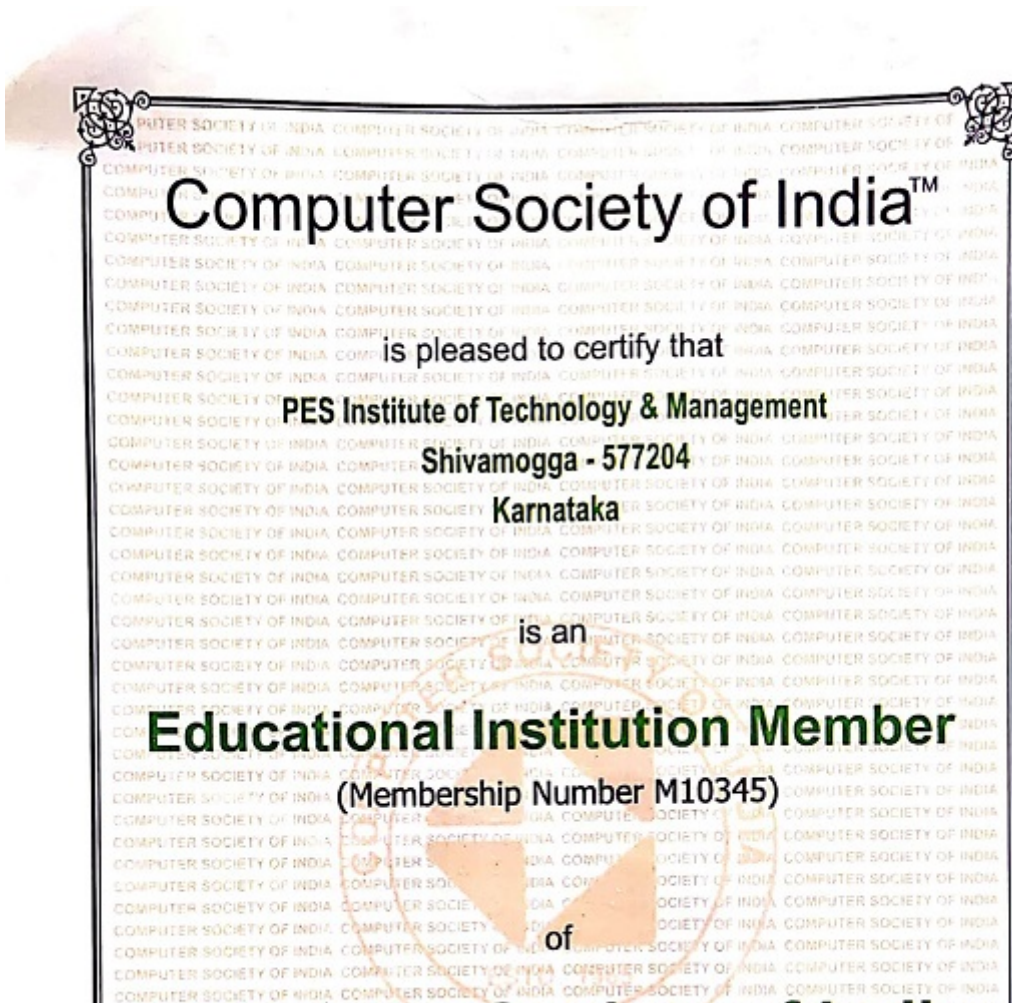 Computer Society of India™
is pleased to certify that
PES Institute of Technology & Management
Shivamogga - 577204
Karnataka
is an
Educational Institution Member
(Membership Number M10345)
of